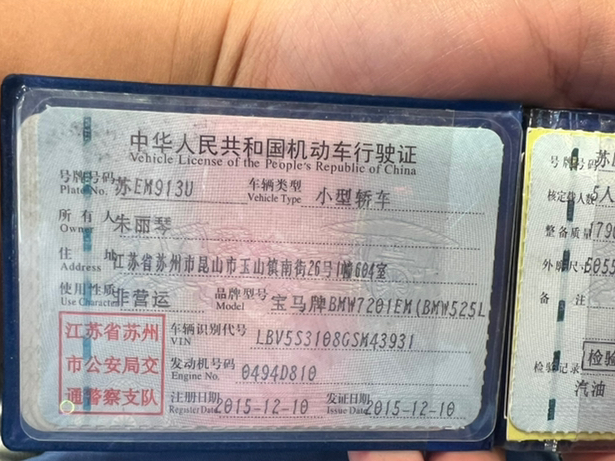 中华人民共和国机动车行驶证
Vehicle License of the People's Republic of China
号牌号码 苏EM913U 车辆类型 小型轿车
Plate No. Vehicle Type
所有人 朱丽琴
Owner
住址 江苏省苏州市昆山市玉山镇南街26号1幢604室
Address
使用性质 非营运 品牌型号 宝马牌BMW7201EM(BMW525L
Use Character Model
江苏省苏州
市公安局交
通警察支队
车辆识别代号 LBV5S3108GSM43931
VIN
发动机号码 0494D810
Engine No.
注册日期 2015-12-10 发证日期 2015-12-10
Register Date Issue Date
号牌号码 苏
核定载人数 5人
整备质量 179
外廓尺 5055
备注
检验记录 检验
汽油